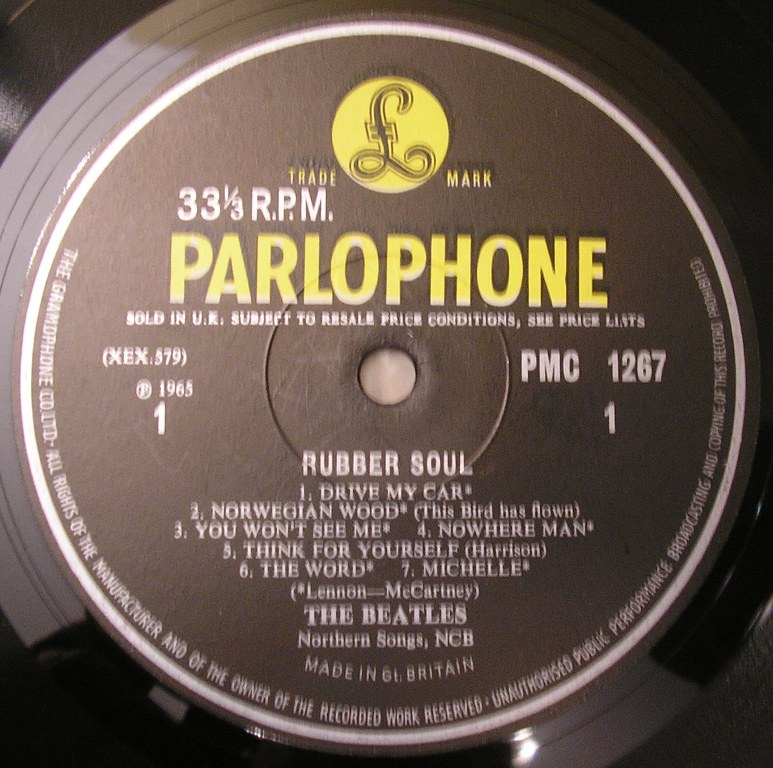 £
TRADE MARK
33⅓ R.P.M.
PARLOPHONE
SOLD IN U.K. SUBJECT TO RESALE PRICE CONDITIONS, SEE PRICE LISTS
(XEX.579)
PMC 1267
℗ 1965
1
1
RUBBER SOUL
1. DRIVE MY CAR*
2. NORWEGIAN WOOD* (This Bird has flown)
3. YOU WON'T SEE ME* 4. NOWHERE MAN*
5. THINK FOR YOURSELF (Harrison)
6. THE WORD* 7. MICHELLE*
(*Lennon—McCartney)
THE BEATLES
Northern Songs, NCB
MADE IN Gt. BRITAIN
THE GRAMOPHONE CO. LTD. · ALL RIGHTS OF THE MANUFACTURER AND OF THE OWNER OF THE RECORDED WORK RESERVED · UNAUTHORISED PUBLIC PERFORMANCE BROADCASTING AND COPYING OF THIS RECORD PROHIBITED